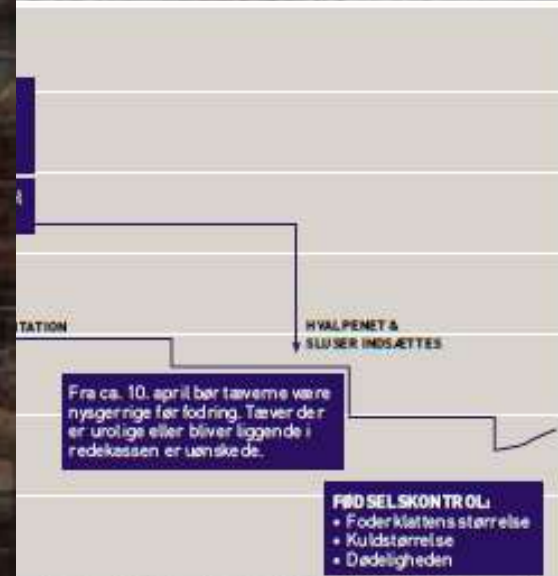 TATION
HVALPENET &
SLUSER INDSÆTTES
Fra ca. 10. april bør tæverne være
nysgerrige før fodring. Tæver der
er urolige eller bliver liggende i
redekassen er uønskede.
FØDSELSKONTROL:
• Foderklattens størrelse
• Kuldstørrelse
• Dødeligheden